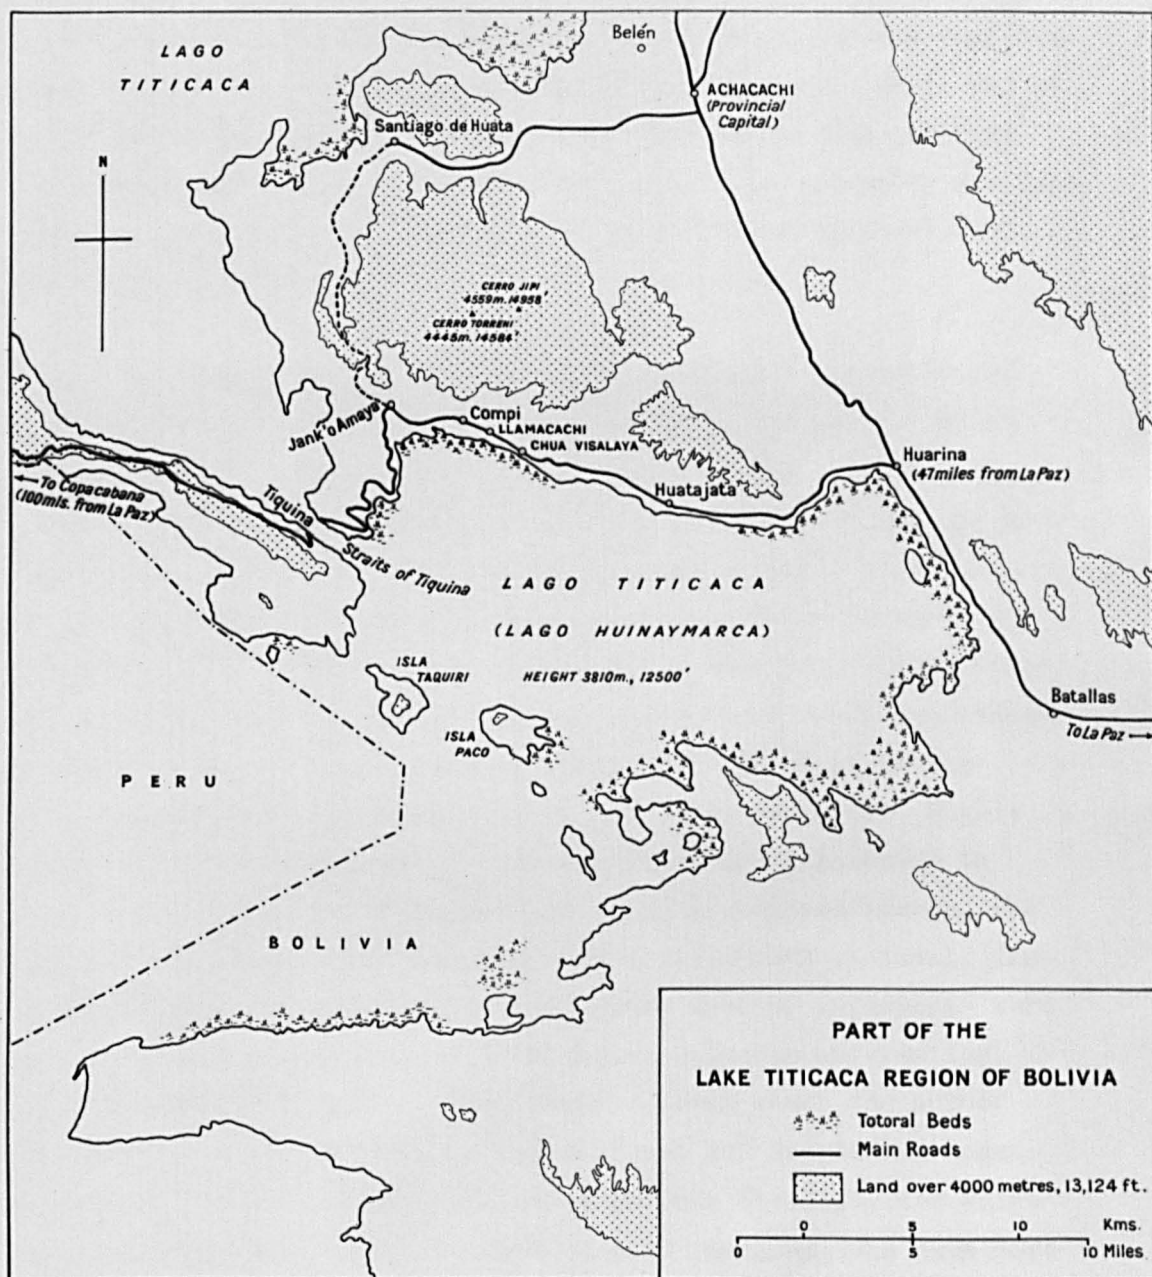 LAGO
TITICACA
Belén
ACHACACHI
(Provincial
Capital)
Santiago de Huata
N
CERRO JIPI
4559m. 14958'
CERRO TORRENI
4445m. 14584'
Jank'o Amaya
Compi
LLAMACACHI
CHUA VISALAYA
Huarina
(47 miles from La Paz)
Huatajata
To Copacabana
(100 mls. from La Paz)
Tiquina
Straits of Tiquina
LAGO TITICACA
(LAGO HUINAYMARCA)
HEIGHT 3810m., 12500'
ISLA
TAQUIRI
ISLA
PACO
Batallas
To La Paz
PERU
BOLIVIA
PART OF THE
LAKE TITICACA REGION OF BOLIVIA
Totoral Beds
Main Roads
Land over 4000 metres, 13,124 ft.
0 5 10 Kms.
0 5 10 Miles